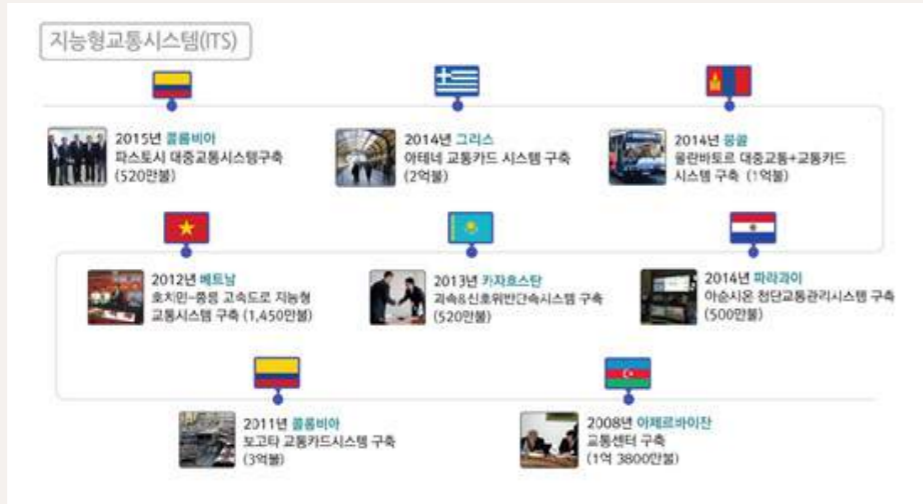 지능형교통시스템(ITS)
2015년 콜롬비아
파스토시 대중교통시스템구축
(520만불)
2014년 그리스
아테네 교통카드 시스템 구축
(2억불)
2014년 몽골
울란바토르 대중교통+교통카드
시스템 구축 (1억불)
2012년 베트남
호치민-쭝릉 고속도로 지능형
교통시스템 구축 (1,450만불)
2013년 카자흐스탄
과속&신호위반단속시스템 구축
(520만불)
2014년 파라과이
아순시온 첨단교통관리시스템 구축
(500만불)
2011년 콜롬비아
보고타 교통카드시스템 구축
(3억불)
2008년 아제르바이잔
교통센터 구축
(1억 3800만불)